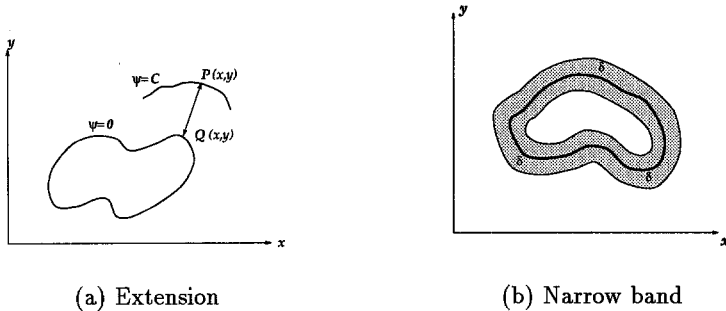 y
ψ=C
P(x,y)
ψ=0
Q(x,y)
x
(a) Extension
y
δ
δ
δ
x
(b) Narrow band